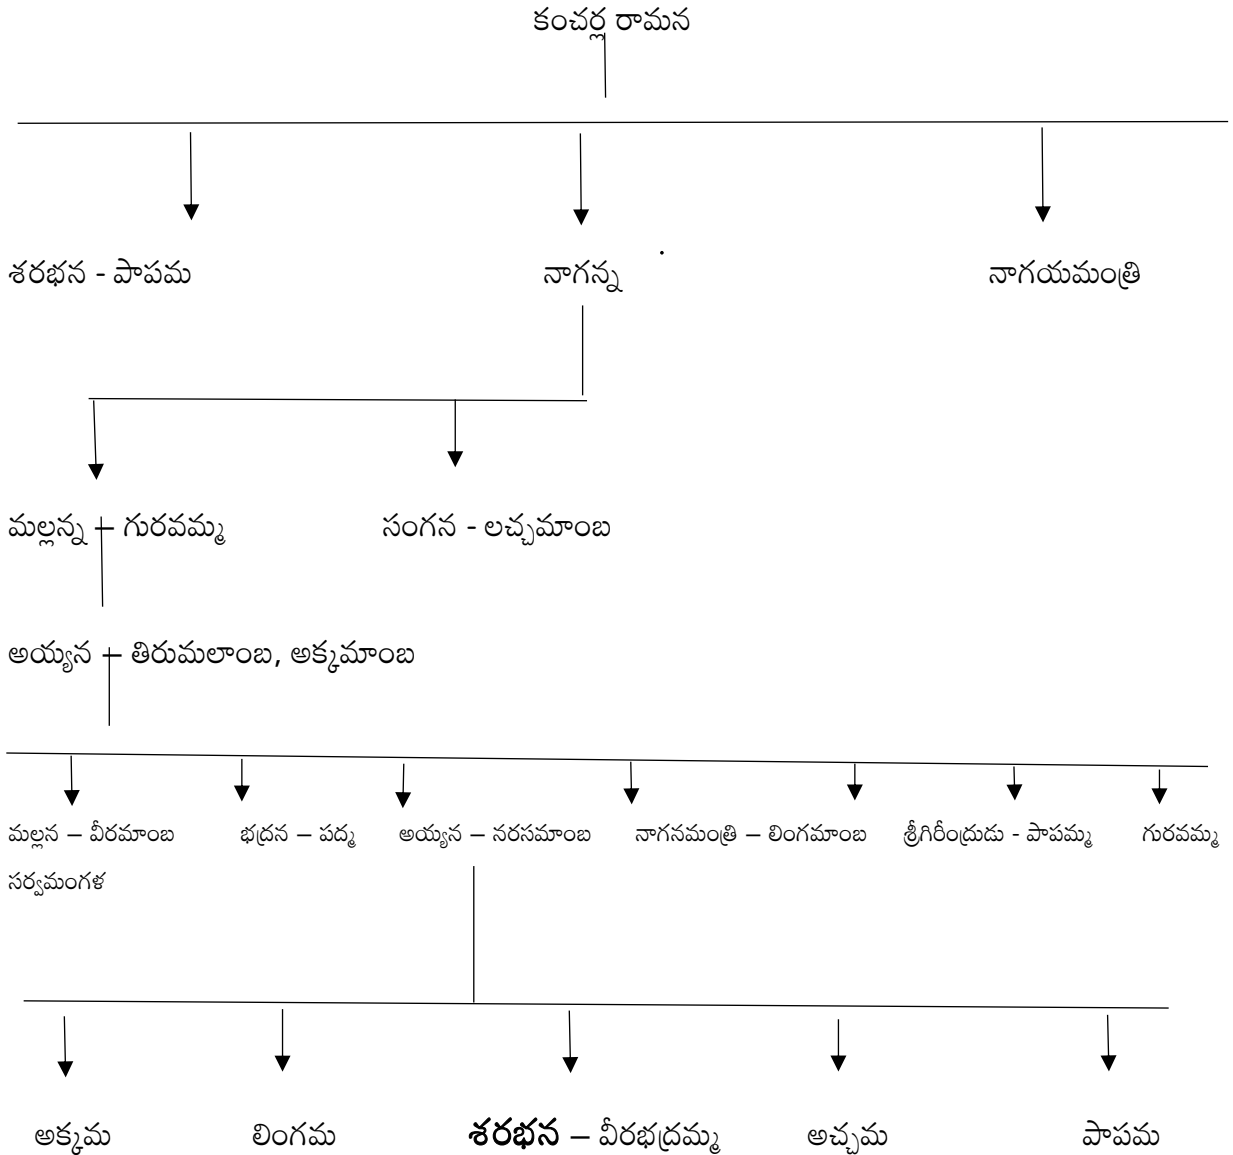 కంచర్ల రామన
శరభన - పాపమ నాగన్న నాగయమంత్రి
మల్లన్న – గురవమ్మ సంగన - లచ్చమాంబ
అయ్యన – తిరుమలాంబ, అక్కమాంబ
మల్లన – వీరమాంబ భద్రన – పద్మ అయ్యన – నరసమాంబ నాగనమంత్రి – లింగమాంబ శ్రీగిరీంద్రుడు - పాపమ్మ గురవమ్మ
సర్వమంగళ
అక్కమ లింగమ శరభన – వీరభద్రమ్మ అచ్చమ పాపమ